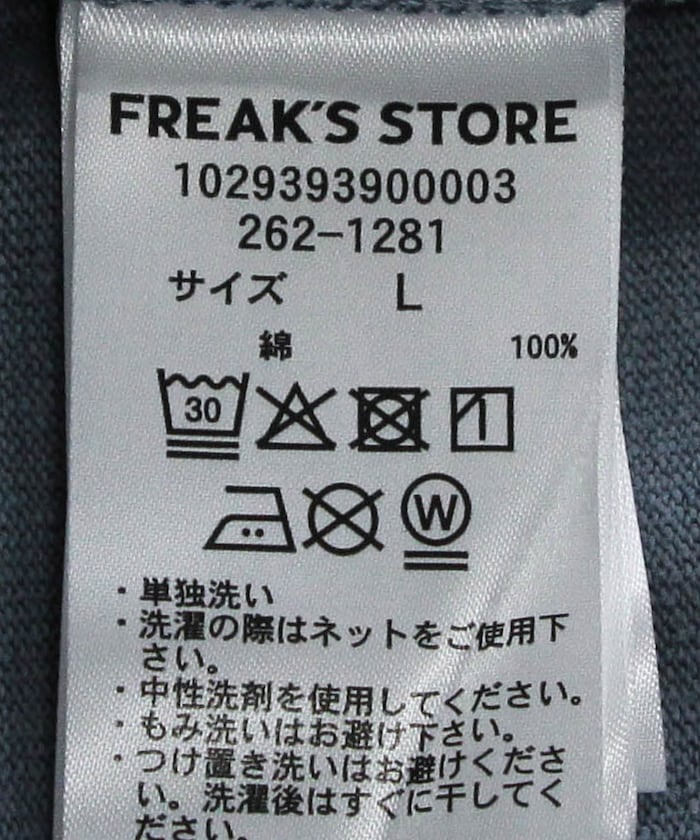 FREAK'S STORE
1029393900003
262-1281
サイズ L
綿 100%
30
W
・単独洗い
・洗濯の際はネットをご使用下
さい。
・中性洗剤を使用してください。
・もみ洗いはお避け下さい。
・つけ置き洗いはお避けくださ
い。洗濯後はすぐに干してく
ださい。